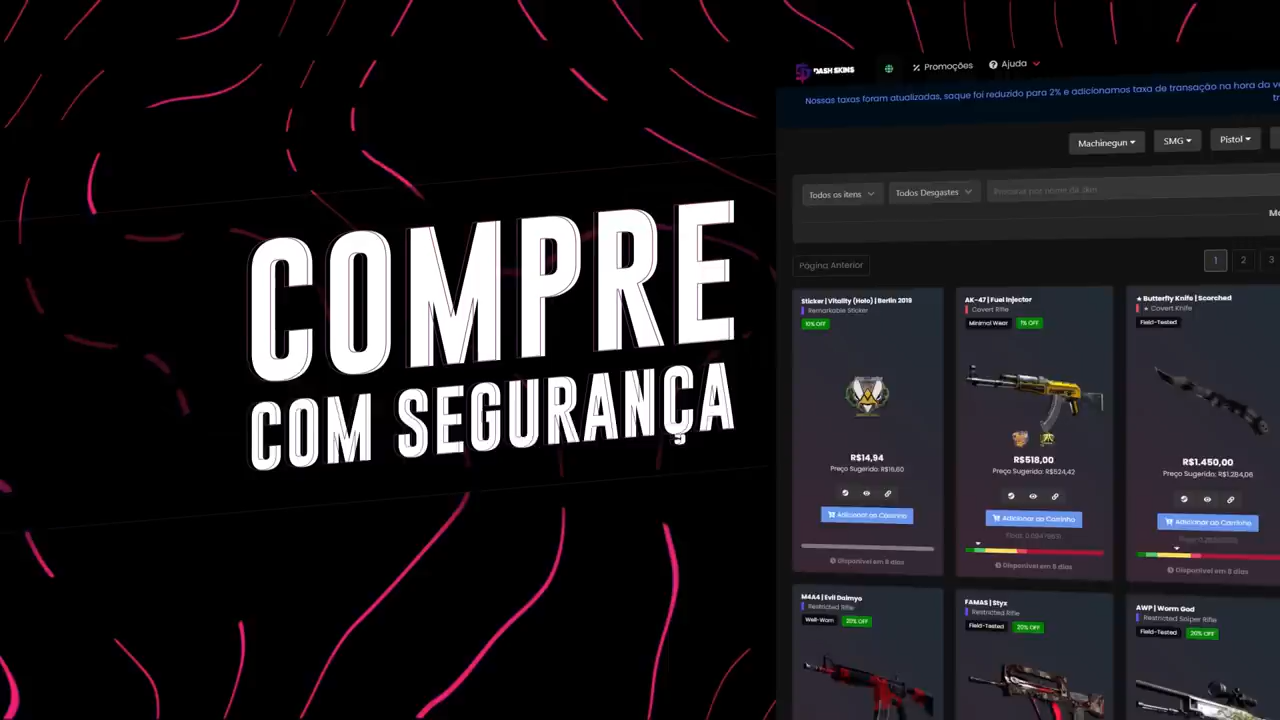 COMPRE
COM SEGURANÇA
DASH SKINS
Promoções
Ajuda
Nossas taxas foram atualizadas, saque foi reduzido para 2% e adicionamos taxa de transação na hora da
Machinegun
SMG
Pistol
Todos os itens
Todos Desgastes
Página Anterior
1
2
3
Sticker | Vitality (Holo) | Berlin 2019
Remarkable Sticker
10% OFF
R$14,94
Preço Sugerido: R$16,60
Adicionar ao Carrinho
Disponível em 8 dias
AK-47 | Fuel Injector
Covert Rifle
Minimal Wear
1% OFF
R$518,00
Preço Sugerido: R$524,42
Adicionar ao Carrinho
Disponível em 8 dias
★ Butterfly Knife | Scorched
★ Covert Knife
Field-Tested
R$1.450,00
Preço Sugerido: R$1.284,06
Adicionar ao Carrinho
Disponível em 8 dias
M4A4 | Evil Daimyo
Restricted Rifle
Well-Worn
20% OFF
FAMAS | Styx
Restricted Rifle
Field-Tested
20% OFF
AWP | Worm God
Restricted Sniper Rifle
Field-Tested
20% OFF